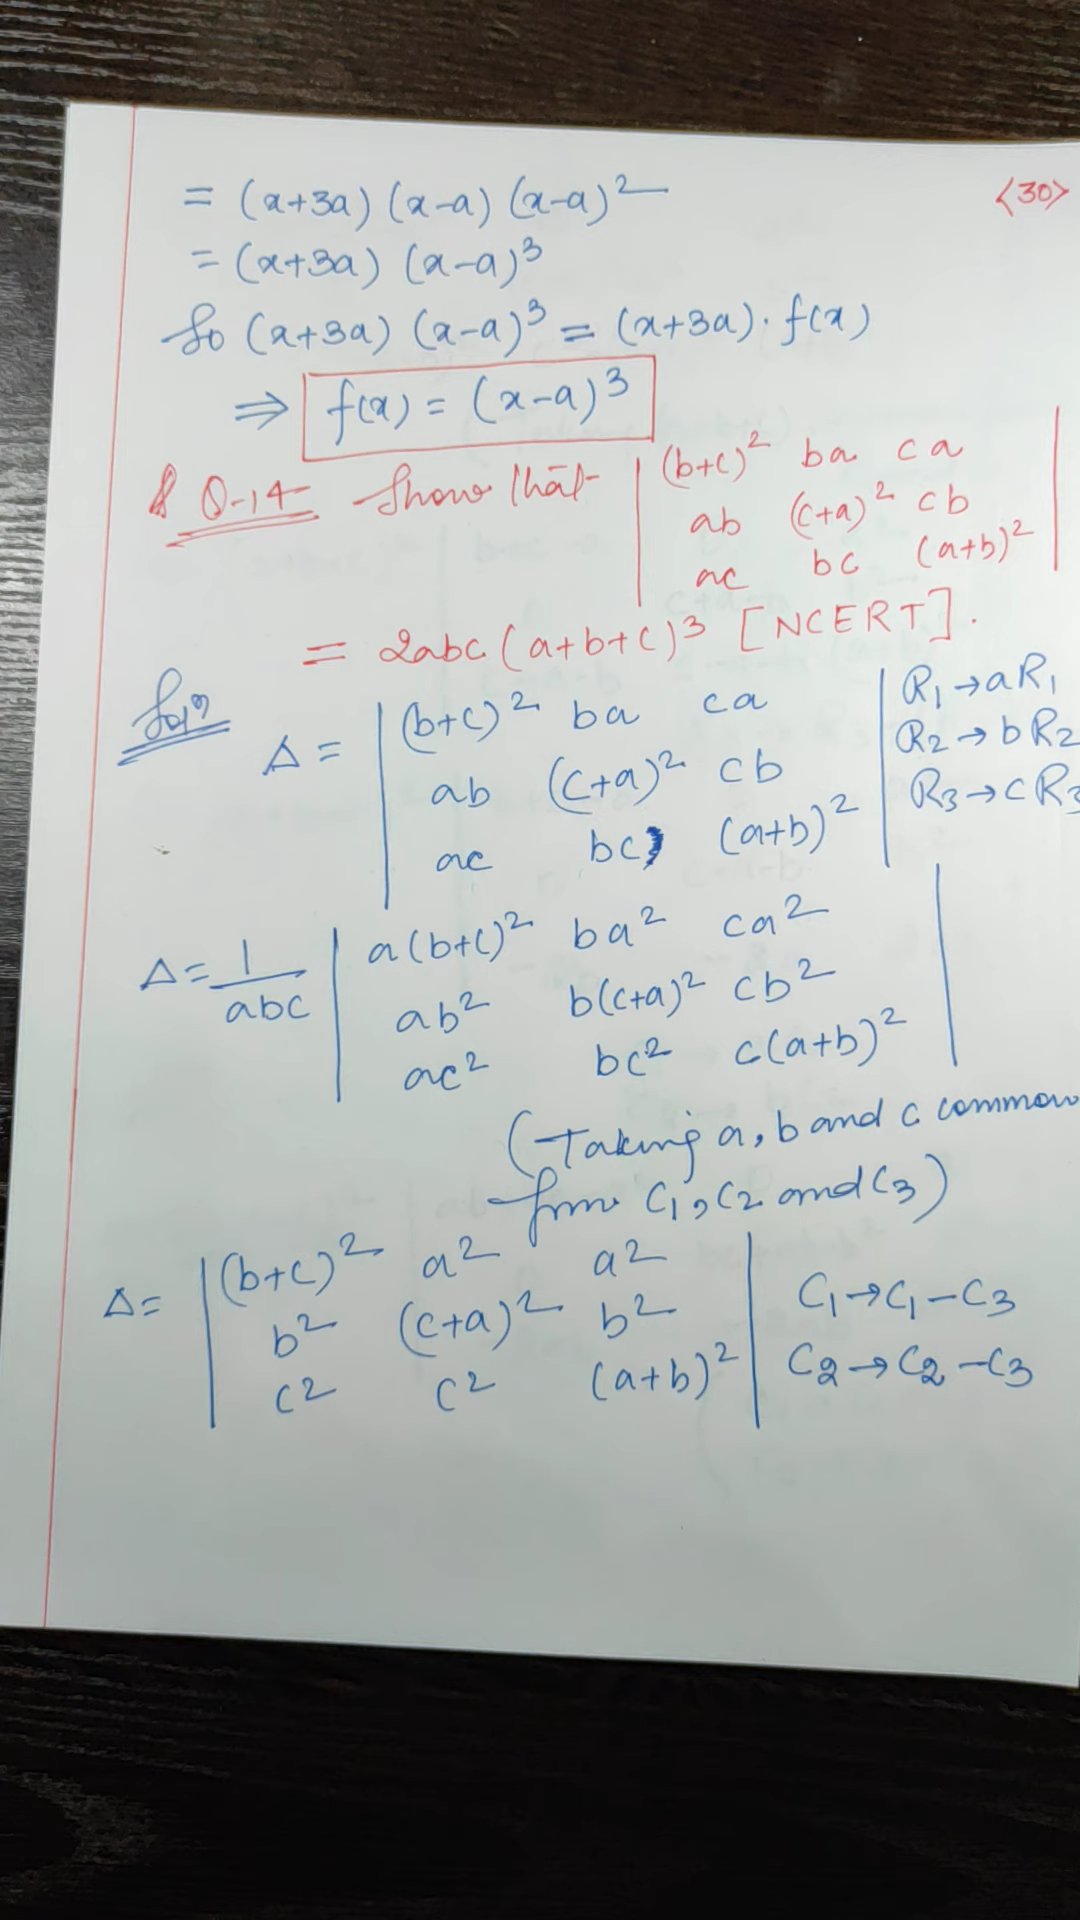 = (x+3a) (x-a) (x-a)²
<30>
= (x+3a) (x-a)³
So (x+3a) (x-a)³ = (x+3a). f(x)
⇒ f(x) = (x-a)³
Q-14 Show that | (b+c)² ba ca |
| ab (c+a)² cb |
| ac bc (a+b)² |
= 2abc (a+b+c)³ [NCERT].
Solⁿ
Δ = | (b+c)² ba ca | R₁→aR₁
| ab (c+a)² cb | R₂→bR₂
| ac bc (a+b)² | R₃→cR₃
Δ = 1/abc | a(b+c)² ba² ca² |
| ab² b(c+a)² cb² |
| ac² bc² c(a+b)² |
(Taking a, b and c common
from C₁, C₂ and C₃)
Δ = | (b+c)² a² a² |
| b² (c+a)² b² | C₁→C₁-C₃
| c² c² (a+b)² | C₂→C₂-C₃